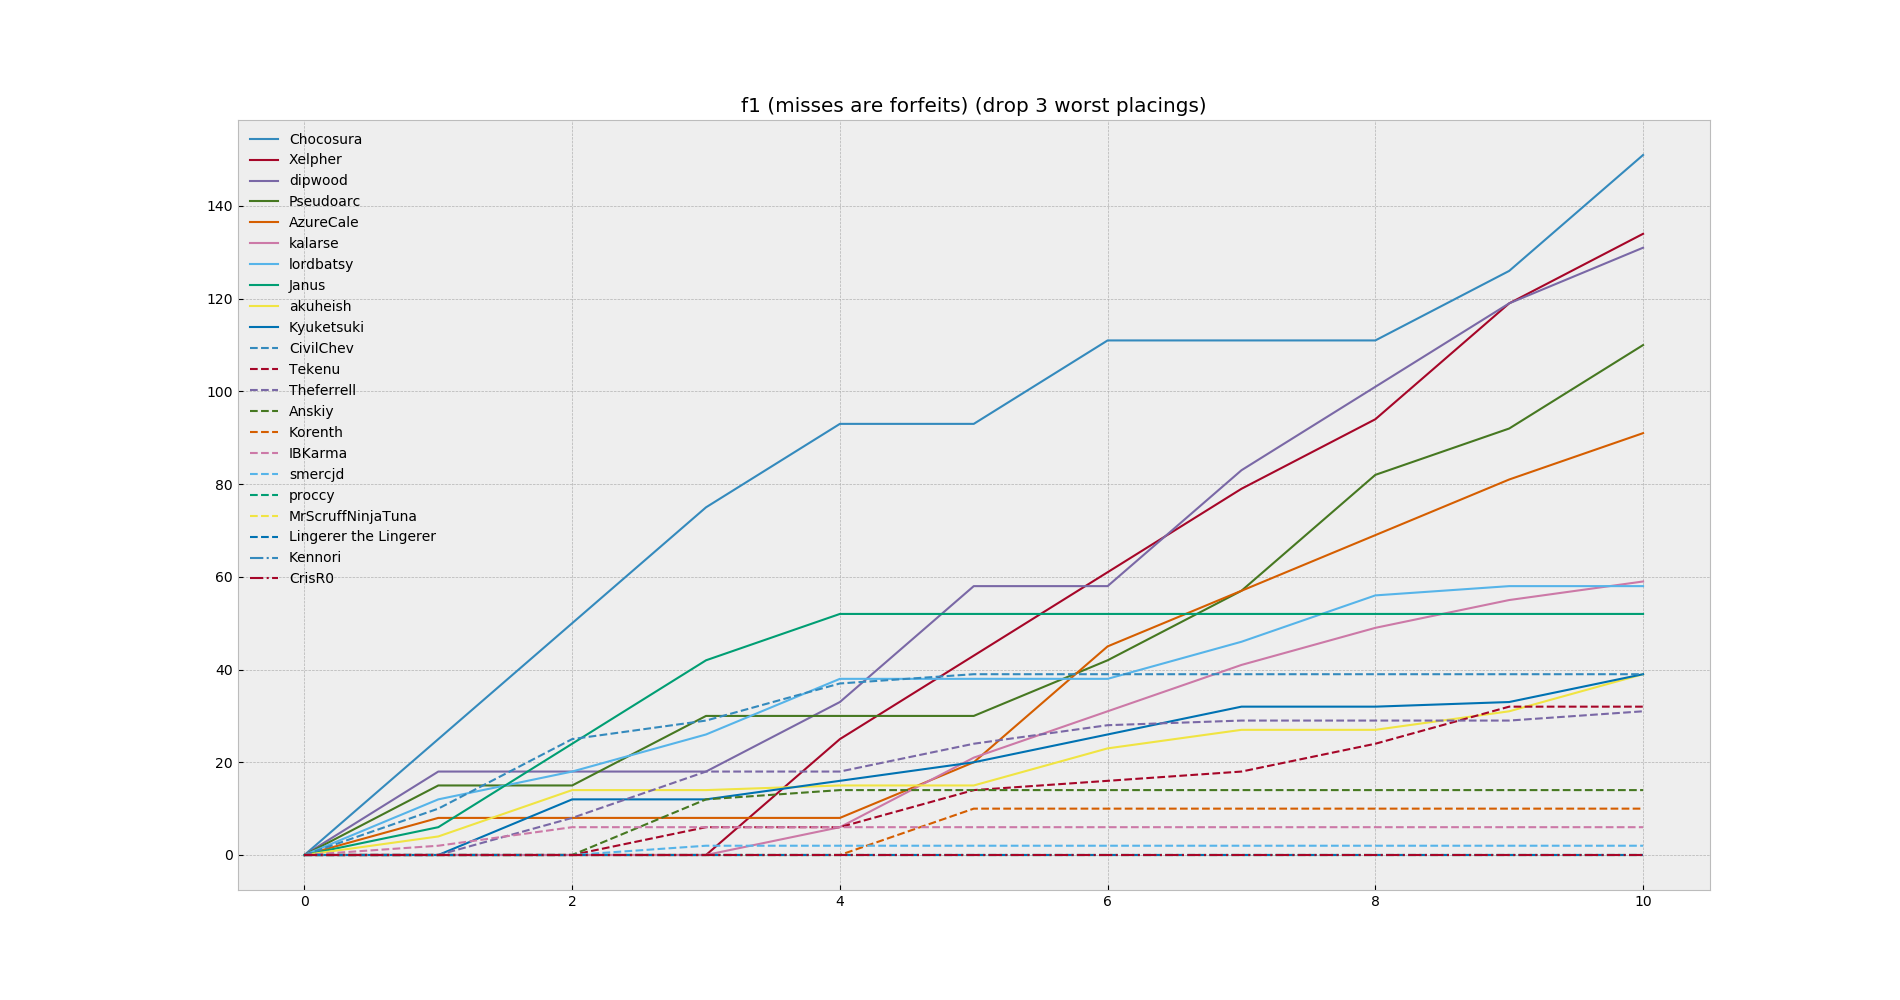 f1 (misses are forfeits) (drop 3 worst placings)
Chocosura
Xelpher
dipwood
Pseudoarc
AzureCale
kalarse
lordbatsy
Janus
akuheish
Kyuketsuki
CivilChev
Tekenu
Theferrell
Anskiy
Korenth
IBKarma
smercjd
proccy
MrScruffNinjaTuna
Lingerer the Lingerer
Kennori
CrisR0
140
120
100
80
60
40
20
0
0 2 4 6 8 10